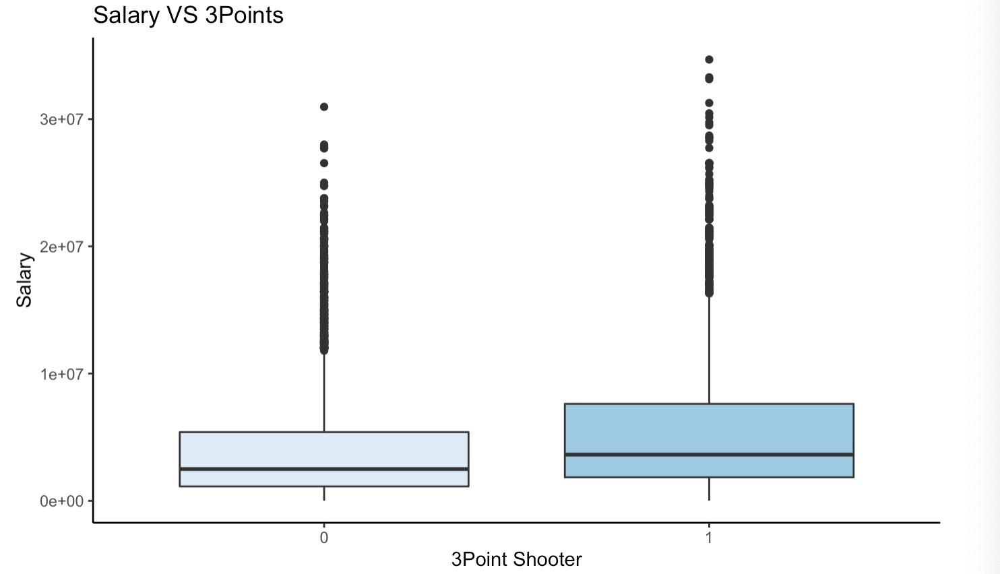 Salary VS 3Points
3e+07
2e+07
1e+07
0e+00
Salary
0
1
3Point Shooter